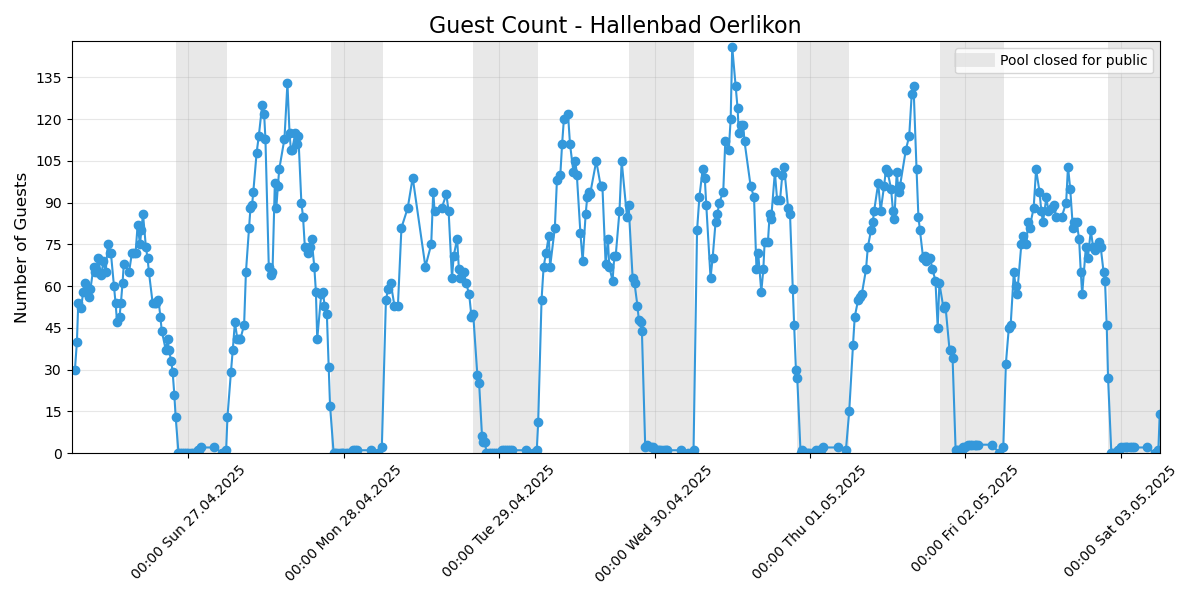 Guest Count - Hallenbad Oerlikon
Pool closed for public
Number of Guests
135
120
105
90
75
60
45
30
15
0
00:00 Sun 27.04.2025
00:00 Mon 28.04.2025
00:00 Tue 29.04.2025
00:00 Wed 30.04.2025
00:00 Thu 01.05.2025
00:00 Fri 02.05.2025
00:00 Sat 03.05.2025